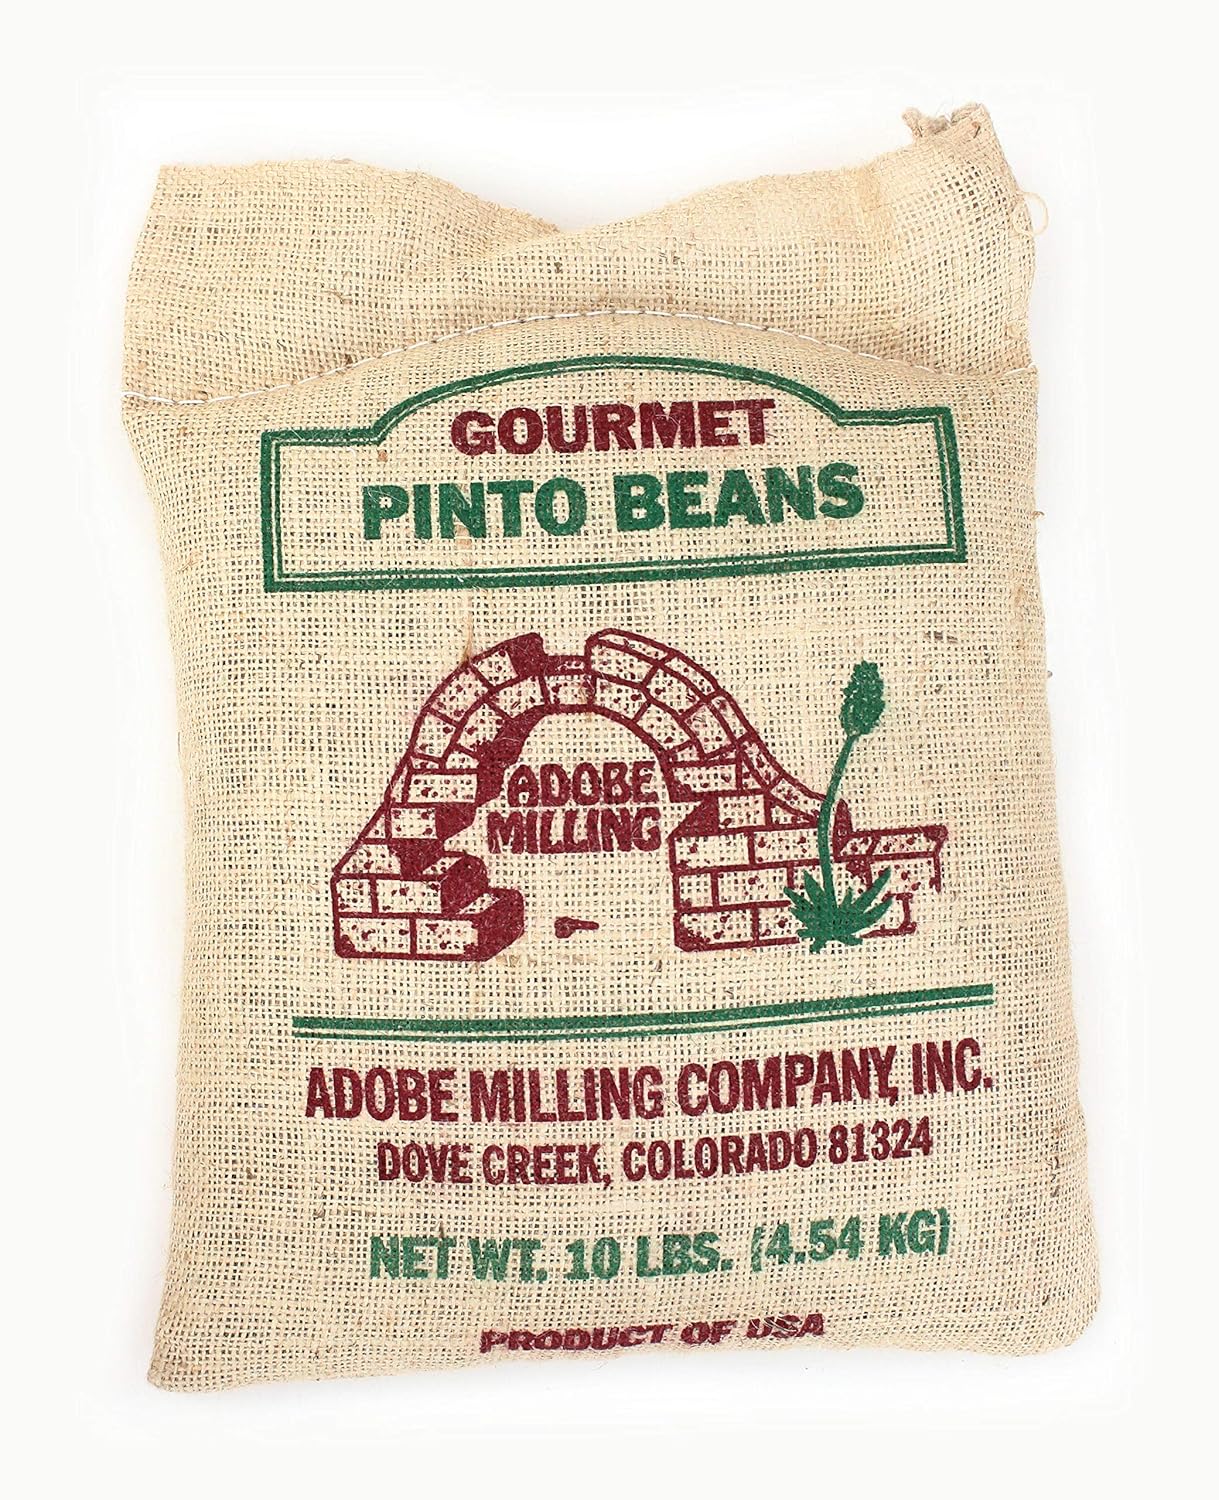 GOURMET
PINTO BEANS
ADOBE
MILLING
ADOBE MILLING COMPANY, INC.
DOVE CREEK, COLORADO 81324
NET WT. 10 LBS. (4.54 KG)
PRODUCT OF USA